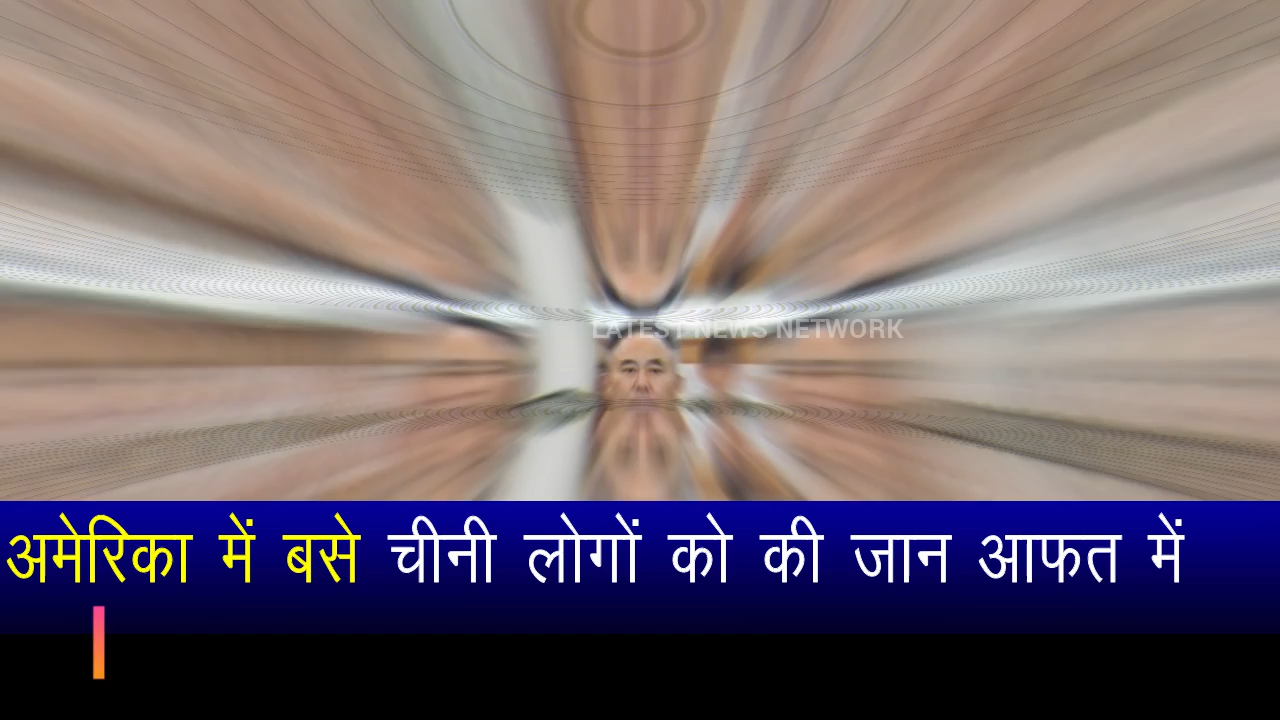 LATEST NEWS NETWORK
अमेरिका में बसे चीनी लोगों को की जान आफत में